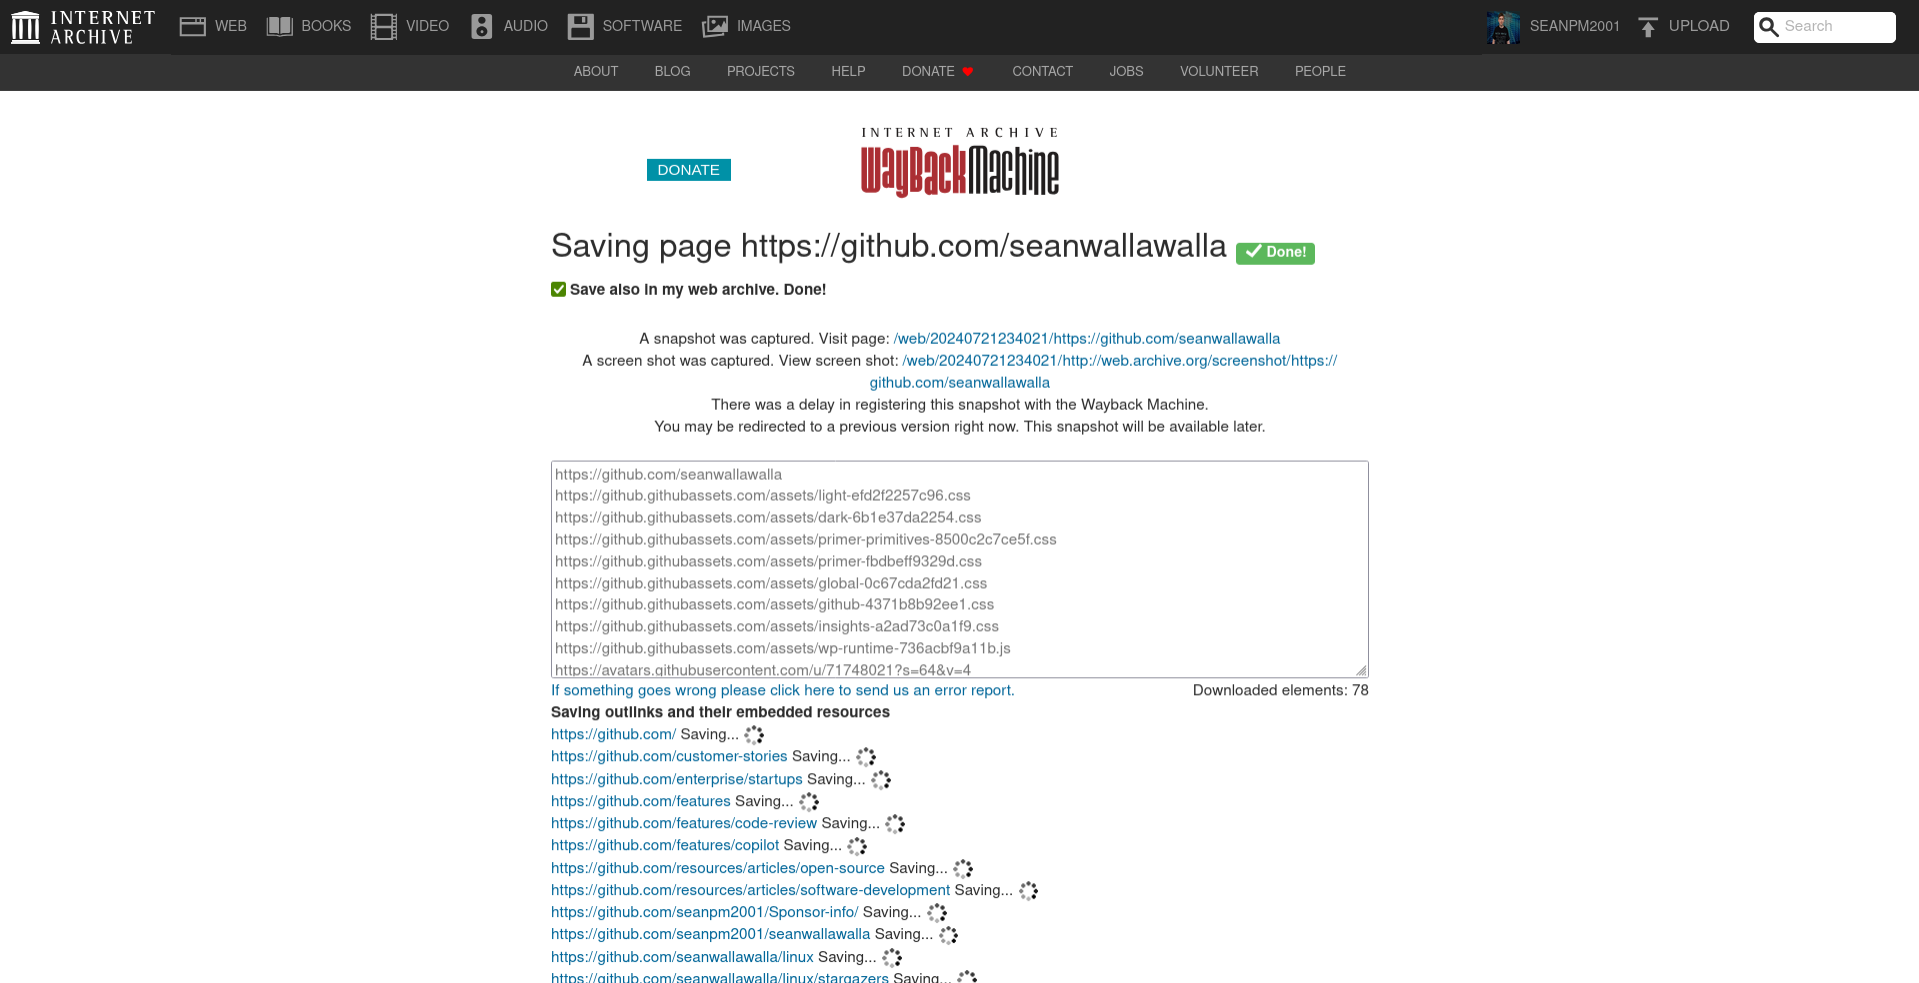 INTERNET ARCHIVE
WEB BOOKS VIDEO AUDIO SOFTWARE IMAGES SEANPM2001 UPLOAD Search
ABOUT BLOG PROJECTS HELP DONATE CONTACT JOBS VOLUNTEER PEOPLE
INTERNET ARCHIVE
WayBackMachine
DONATE
Saving page https://github.com/seanwallawalla Done!
Save also in my web archive. Done!
A snapshot was captured. Visit page: /web/20240721234021/https://github.com/seanwallawalla
A screen shot was captured. View screen shot: /web/20240721234021/http://web.archive.org/screenshot/https://
github.com/seanwallawalla
There was a delay in registering this snapshot with the Wayback Machine.
You may be redirected to a previous version right now. This snapshot will be available later.
https://github.com/seanwallawalla
https://github.githubassets.com/assets/light-efd2f2257c96.css
https://github.githubassets.com/assets/dark-6b1e37da2254.css
https://github.githubassets.com/assets/primer-primitives-8500c2c7ce5f.css
https://github.githubassets.com/assets/primer-fbdbeff9329d.css
https://github.githubassets.com/assets/global-0c67cda2fd21.css
https://github.githubassets.com/assets/github-4371b8b92ee1.css
https://github.githubassets.com/assets/insights-a2ad73c0a1f9.css
https://github.githubassets.com/assets/wp-runtime-736acbf9a11b.js
https://avatars.githubusercontent.com/u/71748021?s=64&v=4
If something goes wrong please click here to send us an error report. Downloaded elements: 78
Saving outlinks and their embedded resources
https://github.com/ Saving...
https://github.com/customer-stories Saving...
https://github.com/enterprise/startups Saving...
https://github.com/features Saving...
https://github.com/features/code-review Saving...
https://github.com/features/copilot Saving...
https://github.com/resources/articles/open-source Saving...
https://github.com/resources/articles/software-development Saving...
https://github.com/seanpm2001/Sponsor-info/ Saving...
https://github.com/seanpm2001/seanwallawalla Saving...
https://github.com/seanwallawalla/linux Saving...
https://github.com/seanwallawalla/linux/stargazers Saving...